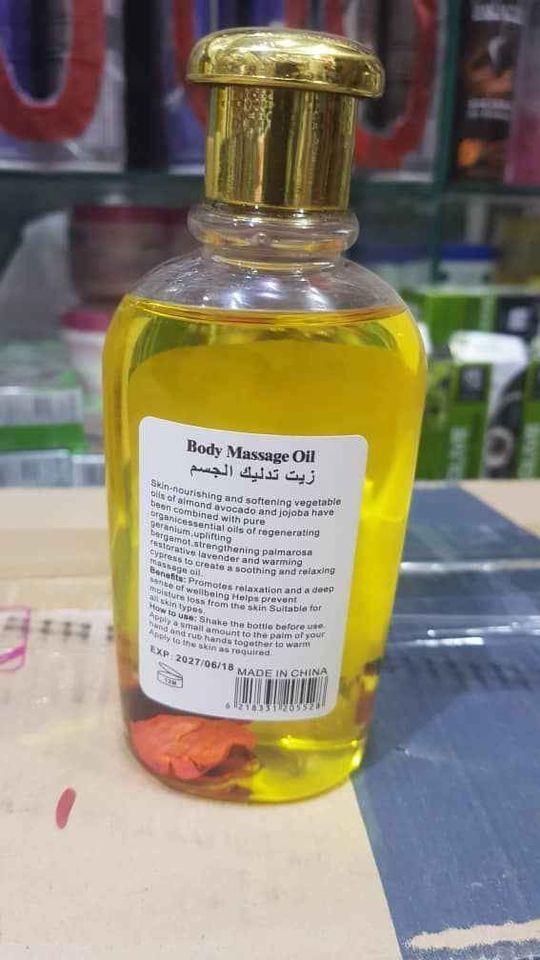 Body Massage Oil
زيت تدليك الجسم
Skin-nourishing and softening vegetable
oils of almond avocado and jojoba have
been combined with pure
organicessential oils of regenerating
geranium,uplifting
bergemot,strengthening palmarosa
restorative lavender and warming
cypress to create a soothing and relaxing
massage oil.
Benefits: Promotes relaxation and a deep
sense of wellbeing Helps prevent
moisture loss from the skin Suitable for
all skin types.
How to use: Shake the bottle before use.
Apply a small amount to the palm of your
hand and rub hands together to warm
Apply to the skin as required.
EXP. 2027/06/18
MADE IN CHINA
12M
6 218331 205528